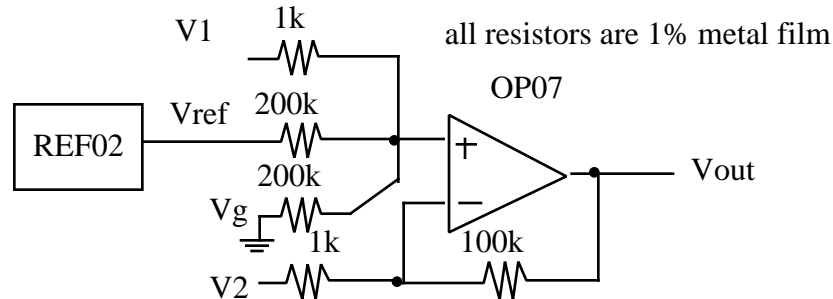 1k
V1
all resistors are 1% metal film
OP07
Vref
200k
REF02
+
Vout
200k
−
Vg
1k
100k
V2